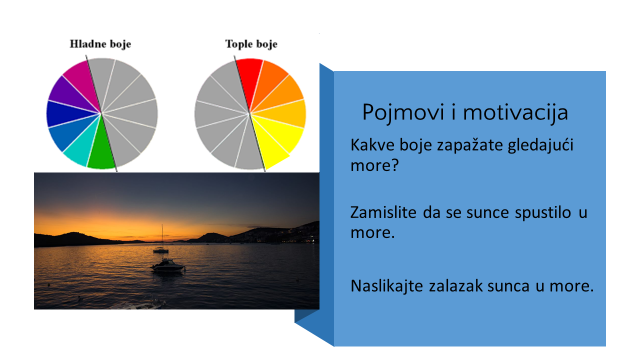 Hladne boje
Tople boje
Pojmovi i motivacija
Kakve boje zapažate gledajući
more?
Zamislite da se sunce spustilo u
more.
Naslikajte zalazak sunca u more.